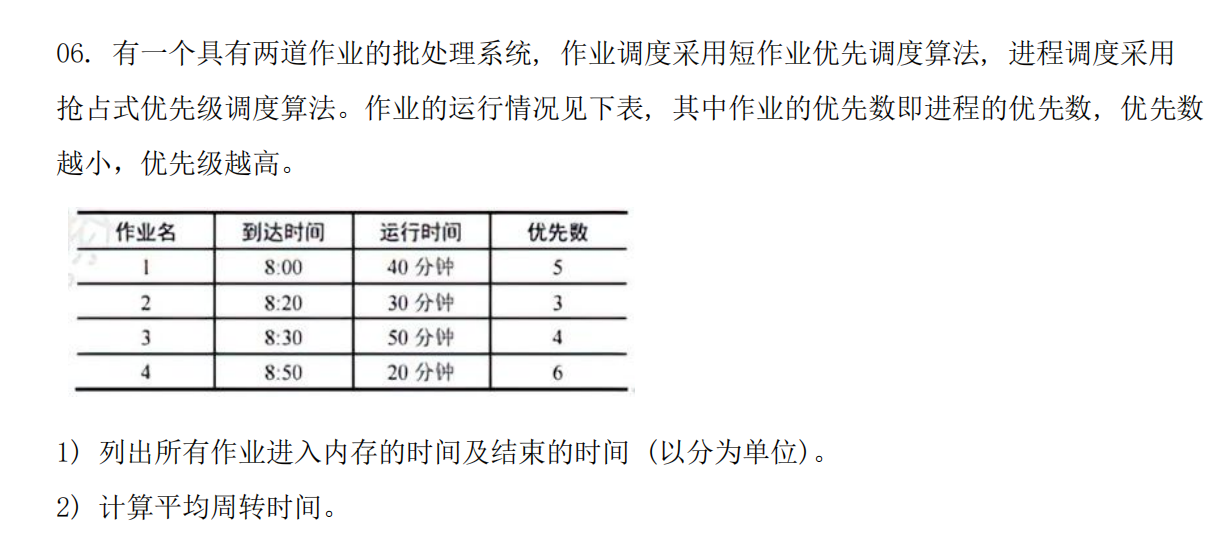 06. 有一个具有两道作业的批处理系统, 作业调度采用短作业优先调度算法, 进程调度采用
抢占式优先级调度算法。作业的运行情况见下表, 其中作业的优先数即进程的优先数, 优先数
越小，优先级越高。
作业名 到达时间 运行时间 优先数
1 8:00 40 分钟 5
2 8:20 30 分钟 3
3 8:30 50 分钟 4
4 8:50 20 分钟 6
1) 列出所有作业进入内存的时间及结束的时间 (以分为单位)。
2) 计算平均周转时间。